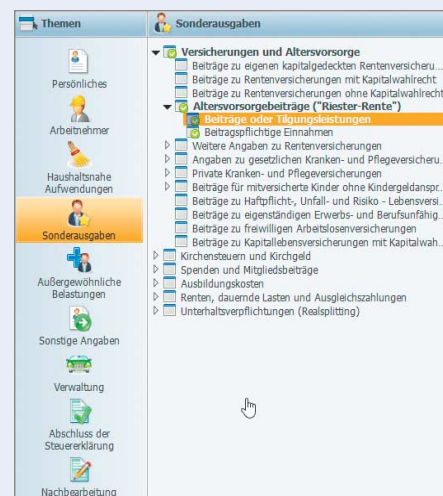 Themen
Persönliches
Arbeitnehmer
Haushaltsnahe
Aufwendungen
Sonderausgaben
Außergewöhnliche
Belastungen
Sonstige Angaben
Verwaltung
Abschluss der
Steuererklärung
Nachbearbeitung
Sonderausgaben
Versicherungen und Altersvorsorge
Beiträge zu eigenen kapitalgedeckten Rentenversicheru...
Beiträge zu Rentenversicherungen mit Kapitalwahlrecht
Beiträge zu Rentenversicherungen ohne Kapitalwahlrecht
Altersvorsorgebeiträge ("Riester-Rente")
Beiträge oder Tilgungsleistungen
Beitragspflichtige Einnahmen
Weitere Angaben zu Rentenversicherungen
Angaben zu gesetzlichen Kranken- und Pflegeversicheru...
Private Kranken- und Pflegeversicherungen
Beiträge für mitversicherte Kinder ohne Kindergeldanspr...
Beiträge zu Haftpflicht-, Unfall- und Risiko - Lebensversi...
Beiträge zu eigenständigen Erwerbs- und Berufsunfähig...
Beiträge zu freiwilligen Arbeitslosenversicherungen
Beiträge zu Kapitallebensversicherungen mit Kapitalwah...
Kirchensteuern und Kirchgeld
Spenden und Mitgliedsbeiträge
Ausbildungskosten
Renten, dauernde Lasten und Ausgleichszahlungen
Unterhaltsverpflichtungen (Realsplitting)